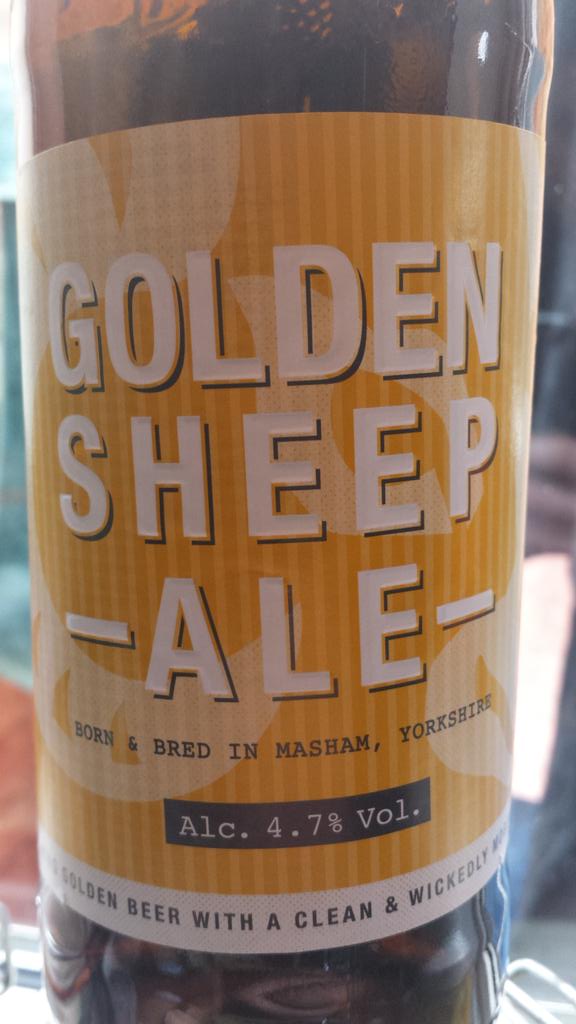 GOLDEN
SHEEP
–ALE–
BORN & BRED IN MASHAM, YORKSHIRE
Alc. 4.7% Vol.
GOLDEN BEER WITH A CLEAN & WICKEDLY